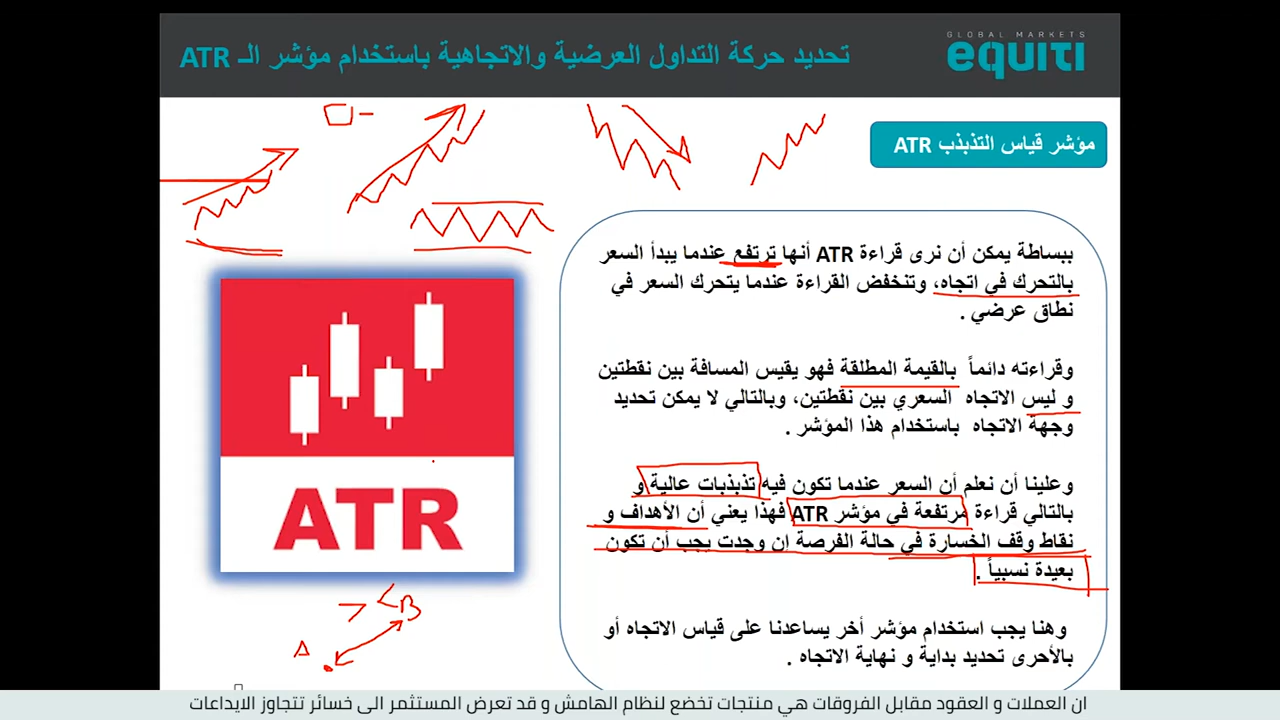 تحديد حركة التداول العرضية والاتجاهية باستخدام مؤشر الـ ATR
GLOBAL MARKETS
equiti
مؤشر قياس التذبذب ATR
ببساطة يمكن أن نرى قراءة ATR أنها ترتفع عندما يبدأ السعر
بالتحرك في اتجاه، وتنخفض القراءة عندما يتحرك السعر في
نطاق عرضي .
وقراءته دائماً بالقيمة المطلقة فهو يقيس المسافة بين نقطتين
و ليس الاتجاه السعري بين نقطتين، وبالتالي لا يمكن تحديد
وجهة الاتجاه باستخدام هذا المؤشر .
وعلينا أن نعلم أن السعر عندما تكون فيه تذبذبات عالية و
بالتالي قراءة مرتفعة في مؤشر ATR فهذا يعني أن الأهداف و
نقاط وقف الخسارة في حالة الفرصة إن وجدت يجب أن تكون
بعيدة نسبياً .
وهنا يجب استخدام مؤشر أخر يساعدنا على قياس الاتجاه أو
بالأحرى تحديد بداية و نهاية الاتجاه .
ATR
> <
B
A
ان العملات و العقود مقابل الفروقات هي منتجات تخضع لنظام الهامش و قد تعرض المستثمر الى خسائر تتجاوز الايداعات